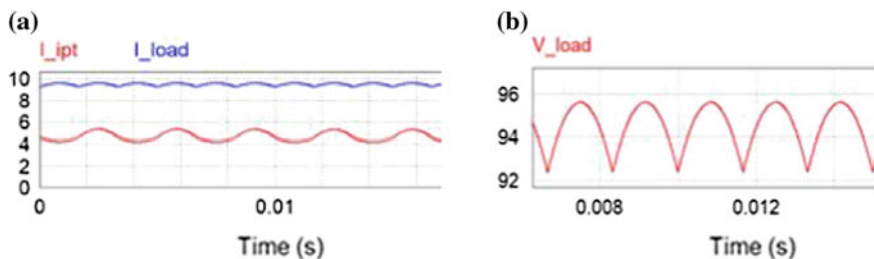 (a)
I_ipt I_load
10
8
6
4
2
0
0 0.01
Time (s)
(b)
V_load
96
94
92
0.008 0.012
Time (s)